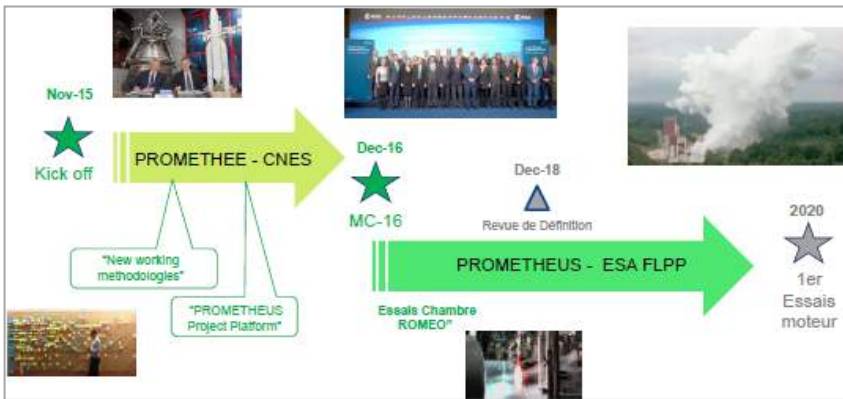 Nov-15
Kick off
PROMETHEE - CNES
"New working
methodologies"
"PROMETHEUS
Project Platform"
Dec-16
MC-16
Dec-18
Revue de Définition
PROMETHEUS - ESA FLPP
Essais Chambre
ROMEO"
2020
1er
Essais
moteur